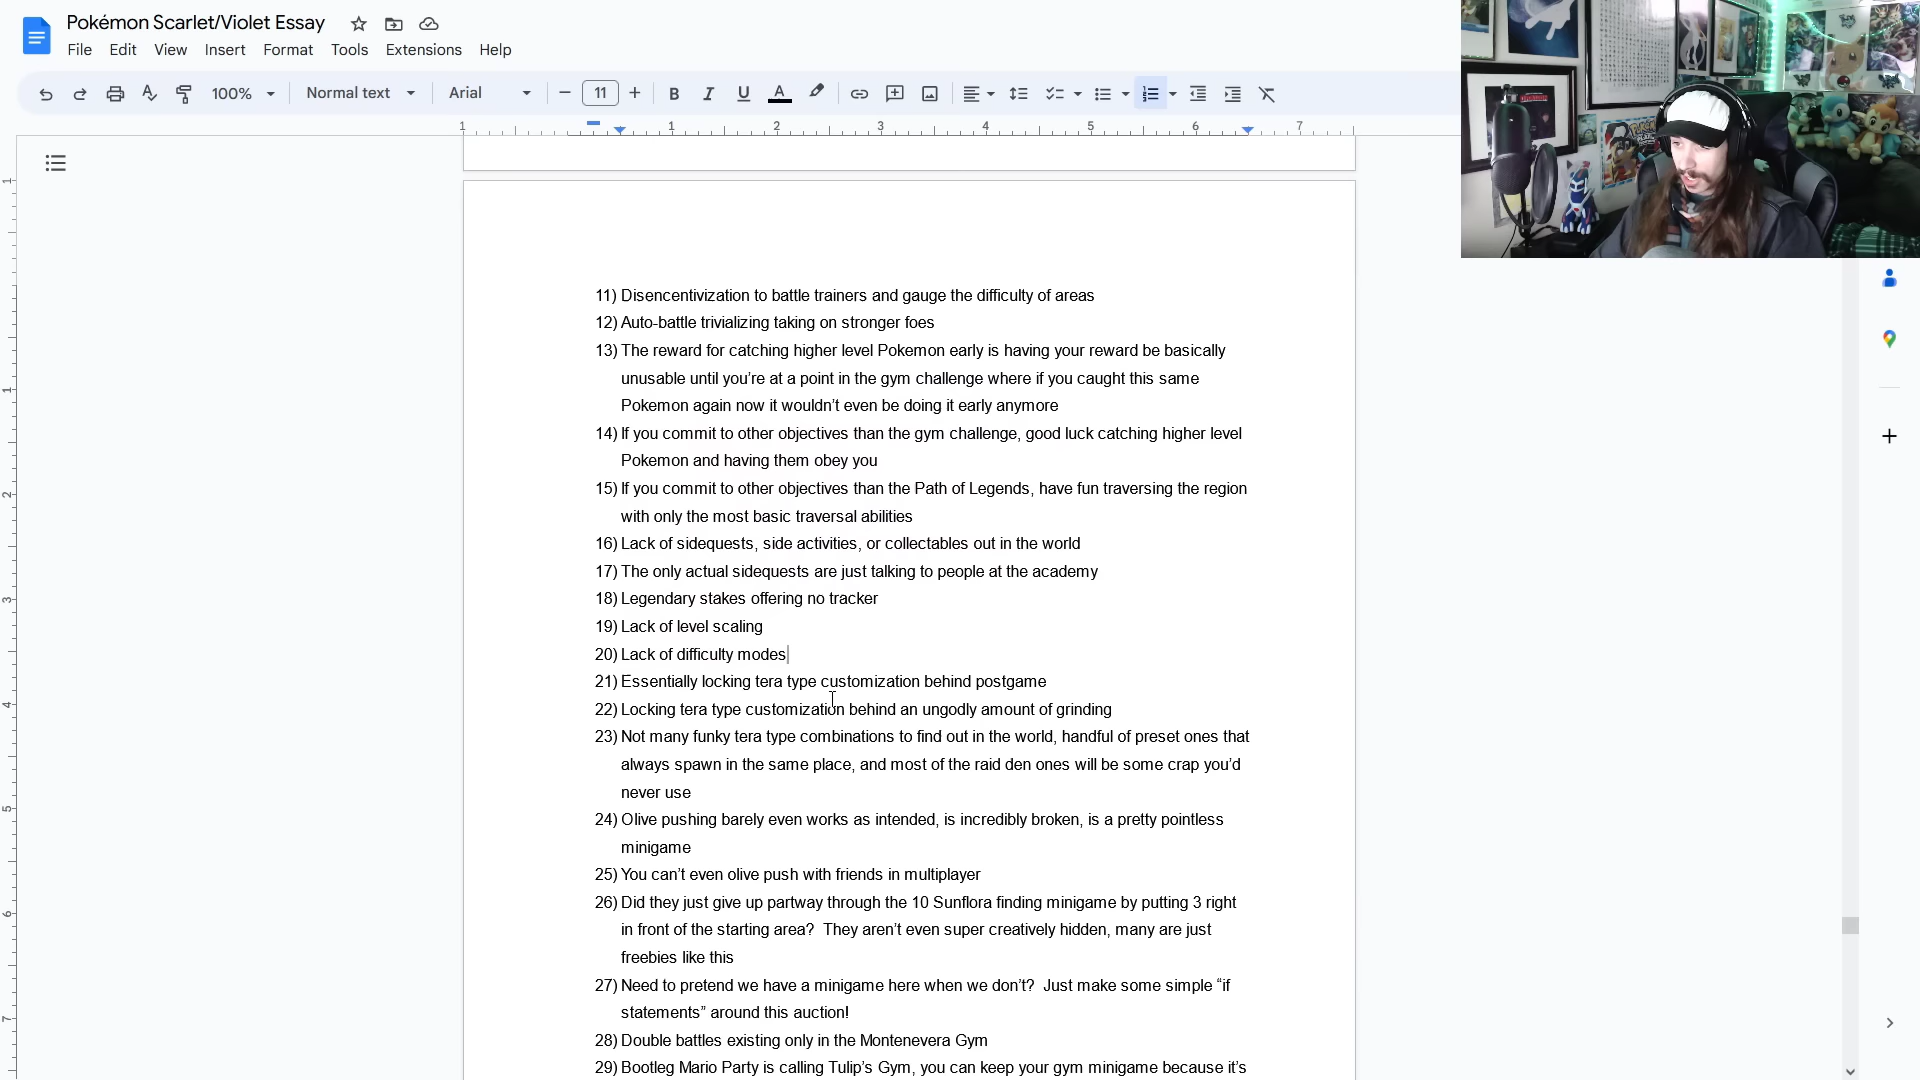 Pokémon Scarlet/Violet Essay
File Edit View Insert Format Tools Extensions Help
100% Normal text Arial 11 B I U A
1 1 2 3 4 5 6 7
11) Disencentivization to battle trainers and gauge the difficulty of areas
12) Auto-battle trivializing taking on stronger foes
13) The reward for catching higher level Pokemon early is having your reward be basically
unusable until you’re at a point in the gym challenge where if you caught this same
Pokemon again now it wouldn’t even be doing it early anymore
14) If you commit to other objectives than the gym challenge, good luck catching higher level
Pokemon and having them obey you
15) If you commit to other objectives than the Path of Legends, have fun traversing the region
with only the most basic traversal abilities
16) Lack of sidequests, side activities, or collectables out in the world
17) The only actual sidequests are just talking to people at the academy
18) Legendary stakes offering no tracker
19) Lack of level scaling
20) Lack of difficulty modes
21) Essentially locking tera type customization behind postgame
22) Locking tera type customization behind an ungodly amount of grinding
23) Not many funky tera type combinations to find out in the world, handful of preset ones that
always spawn in the same place, and most of the raid den ones will be some crap you’d
never use
24) Olive pushing barely even works as intended, is incredibly broken, is a pretty pointless
minigame
25) You can’t even olive push with friends in multiplayer
26) Did they just give up partway through the 10 Sunflora finding minigame by putting 3 right
in front of the starting area?  They aren’t even super creatively hidden, many are just
freebies like this
27) Need to pretend we have a minigame here when we don’t?  Just make some simple “if
statements” around this auction!
28) Double battles existing only in the Montenevera Gym
29) Bootleg Mario Party is calling Tulip’s Gym, you can keep your gym minigame because it’s